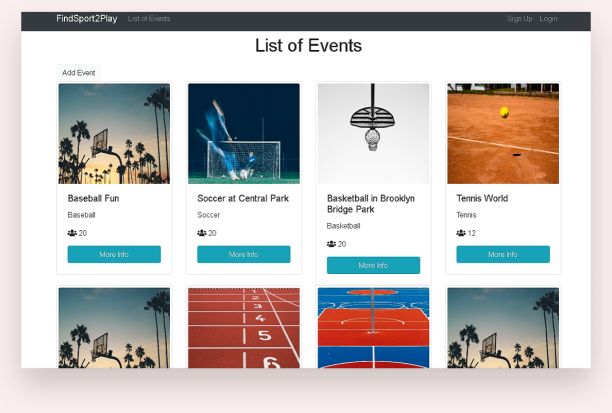 FindSport2Play List of Events Sign Up Login
List of Events
Add Event
Baseball Fun
Baseball
20
More Info
Soccer at Central Park
Soccer
20
More Info
Basketball in Brooklyn
Bridge Park
Basketball
20
More Info
Tennis World
Tennis
12
More Info
3
4
5
6